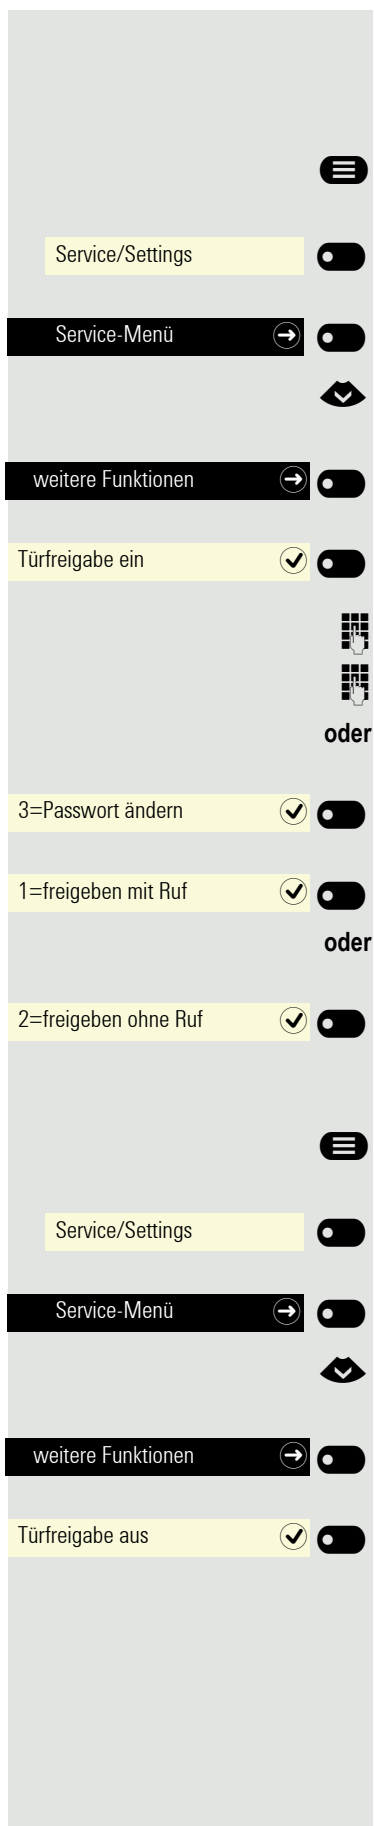 Service/Settings
Service-Menü
weitere Funktionen
Türfreigabe ein
oder
3=Passwort ändern
1=freigeben mit Ruf
oder
2=freigeben ohne Ruf
Service/Settings
Service-Menü
weitere Funktionen
Türfreigabe aus